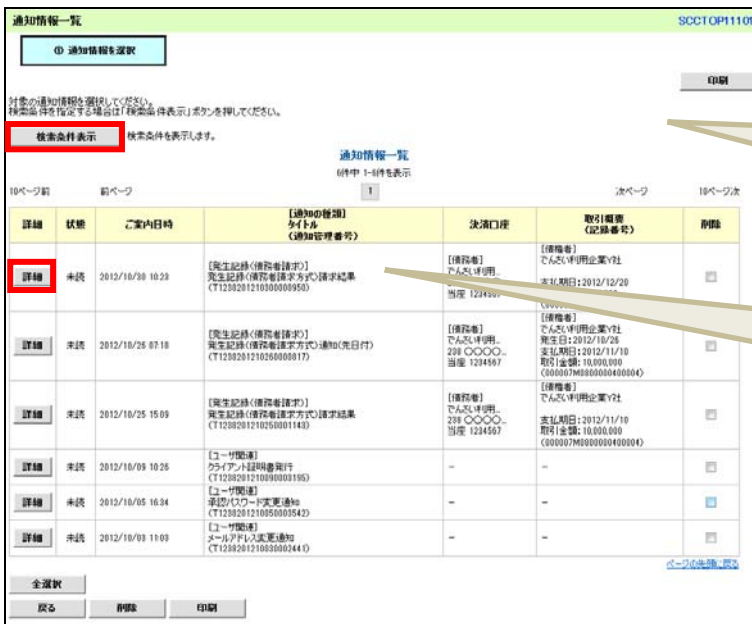 通知情報一覧
SCCTOP11101
① 通知情報を選択
印刷
対象の通知情報を選択してください。
検索条件を指定する場合は「検索条件表示」ボタンを押してください。
検索条件表示 検索条件を表示します。
通知情報一覧
6件中 1-6件を表示
10ページ前 前ページ 1 次ページ 10ページ次
詳細 状態 ご案内日時 [通知の種類] タイトル (通知管理番号) 決済口座 取引概要 (記録番号) 削除
詳細 未読 2012/10/30 10:23
[発生記録(債務者請求)]
発生記録(債務者請求方式)請求結果
(T1238201210300000950)
[債務者]
でんさい利用_
当座 1234567
[債権者]
でんさい利用企業Y社
支払期日:2012/12/20
詳細 未読 2012/10/26 07:18
[発生記録(債務者請求)]
発生記録(債務者請求方式)通知(先日付)
(T1238201210260000017)
[債務者]
でんさい利用_
238 〇〇〇〇_
当座 1234567
[債権者]
でんさい利用企業Y社
発生日:2012/10/26
支払期日:2012/11/10
取引金額:10,000,000
(000007M0800000400004)
詳細 未読 2012/10/25 15:09
[発生記録(債務者請求)]
発生記録(債務者請求方式)請求結果
(T1238201210250001143)
[債務者]
でんさい利用_
238 〇〇〇〇_
当座 1234567
[債権者]
でんさい利用企業Y社
支払期日:2012/11/10
取引金額:10,000,000
(000007M0800000400004)
詳細 未読 2012/10/09 10:26
[ユーザ関連]
クライアント証明書発行
(T1238201210090003195)
-
-
詳細 未読 2012/10/05 16:34
[ユーザ関連]
承認パスワード変更通知
(T1238201210050003542)
-
-
詳細 未読 2012/10/03 11:03
[ユーザ関連]
メールアドレス変更通知
(T1238201210030002441)
-
-
ページの先頭に戻る
全選択
戻る 削除 印刷